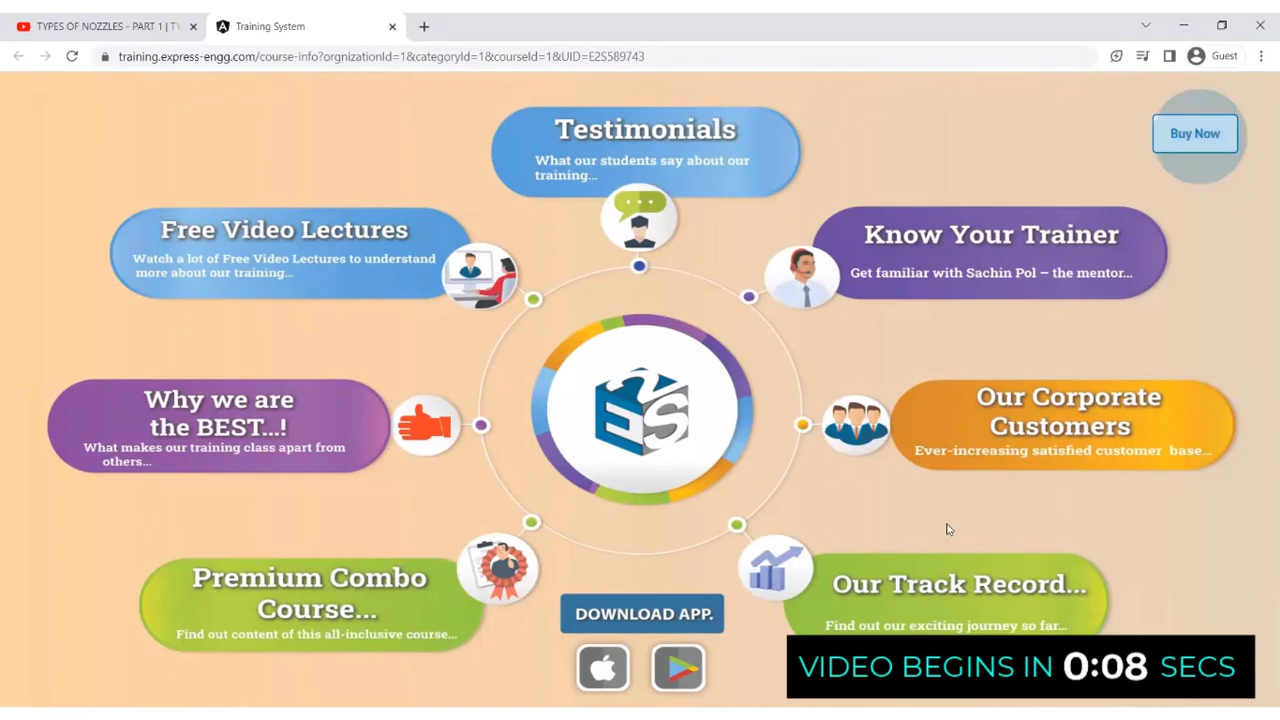 TYPES OF NOZZLES - PART 1 | TY
Training System
training.express-engg.com/course-info?orgnizationId=1&categoryId=1&courseId=1&UID=E2S589743
Guest
Testimonials
What our students say about our
training...
Buy Now
Free Video Lectures
Watch a lot of Free Video Lectures to understand
more about our training...
Know Your Trainer
Get familiar with Sachin Pol – the mentor...
Why we are
the BEST...!
What makes our training class apart from
others...
E2S
Our Corporate
Customers
Ever-increasing satisfied customer base...
Premium Combo
Course...
Find out content of this all-inclusive course...
DOWNLOAD APP.
Our Track Record...
Find out our exciting journey so far...
VIDEO BEGINS IN 0:08 SECS